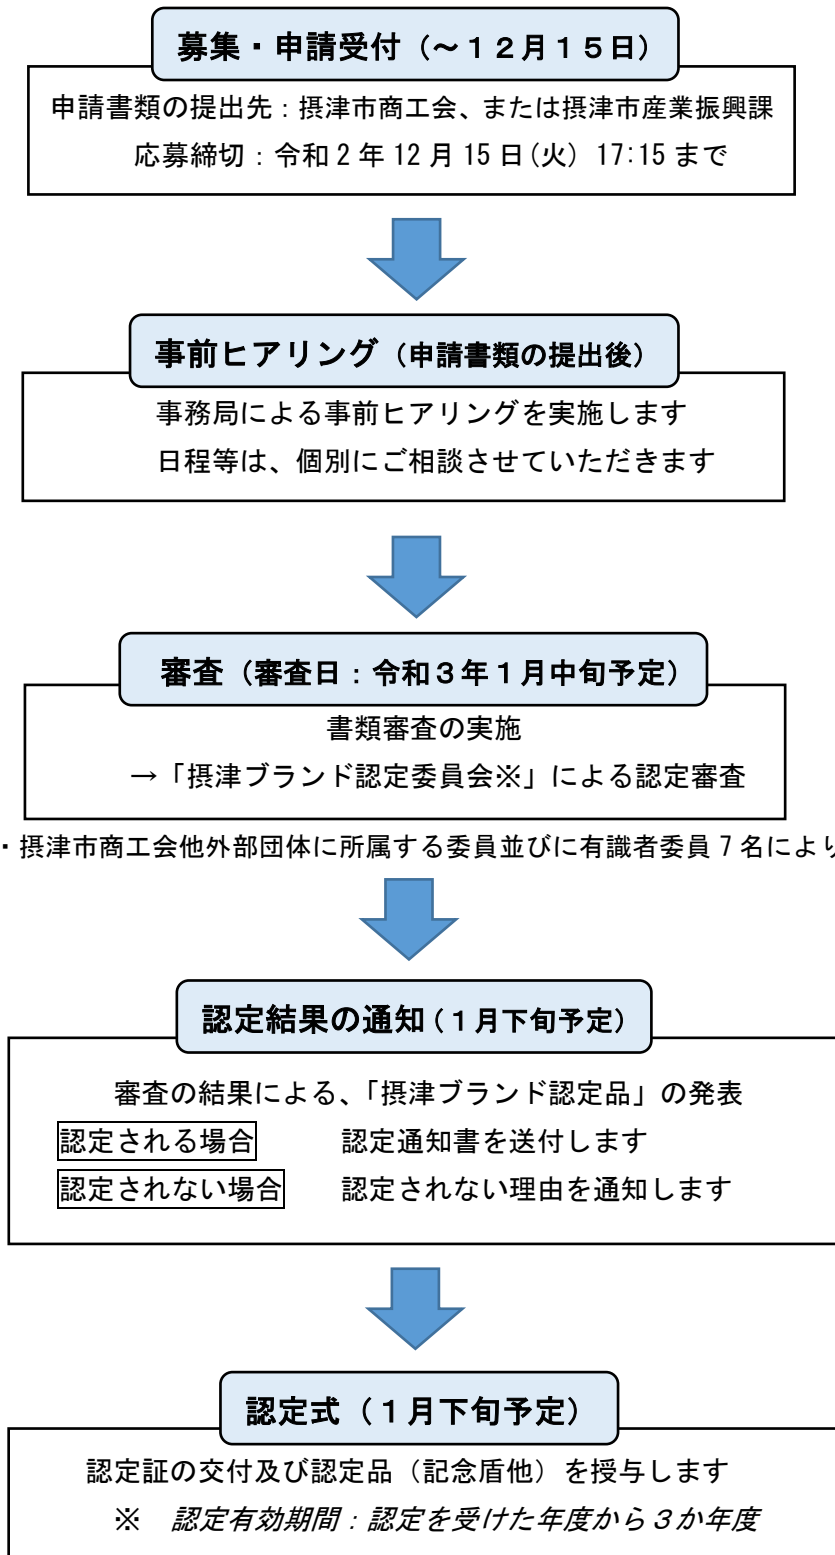 募集・申請受付（～１２月１５日）
申請書類の提出先：摂津市商工会、または摂津市産業振興課
応募締切：令和２年 12 月 15 日(火) 17:15 まで
事前ヒアリング（申請書類の提出後）
事務局による事前ヒアリングを実施します
日程等は、個別にご相談させていただきます
審査（審査日：令和３年１月中旬予定）
書類審査の実施
→「摂津ブランド認定委員会※」による認定審査
・摂津市商工会他外部団体に所属する委員並びに有識者委員７名により
認定結果の通知（１月下旬予定）
審査の結果による、「摂津ブランド認定品」の発表
認定される場合 認定通知書を送付します
認定されない場合 認定されない理由を通知します
認定式（１月下旬予定）
認定証の交付及び認定品（記念盾他）を授与します
※ 認定有効期間：認定を受けた年度から３か年度